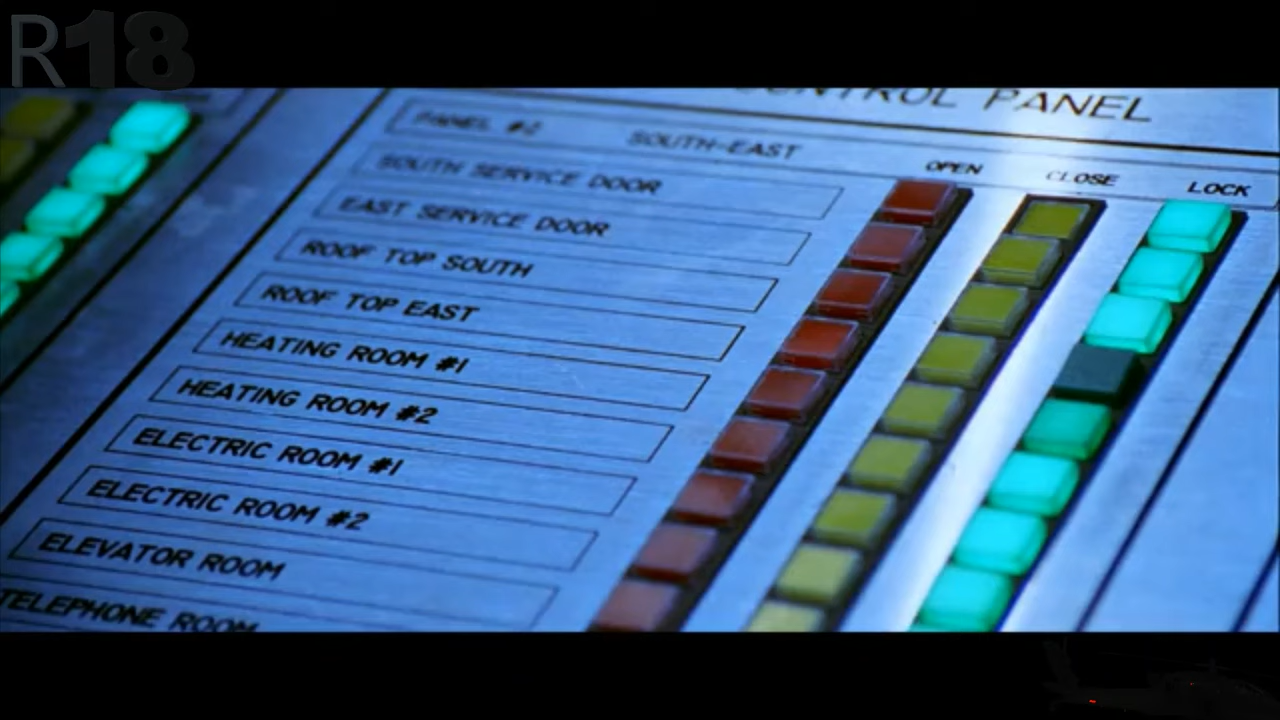 R18
CONTROL PANEL
PANEL #2 SOUTH-EAST
OPEN CLOSE LOCK
SOUTH SERVICE DOOR
EAST SERVICE DOOR
ROOF TOP SOUTH
ROOF TOP EAST
HEATING ROOM #1
HEATING ROOM #2
ELECTRIC ROOM #1
ELECTRIC ROOM #2
ELEVATOR ROOM
TELEPHONE ROOM